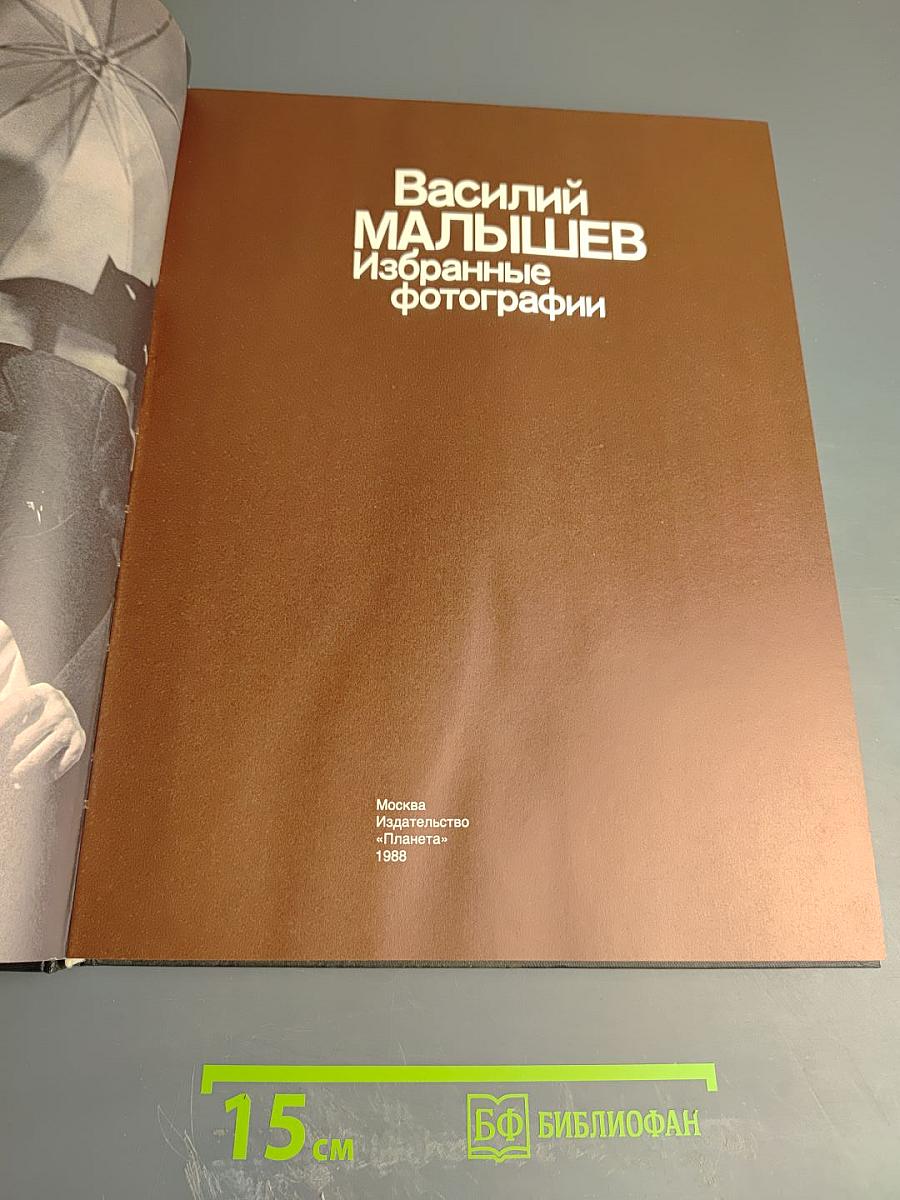 Василий
МАЛЫШЕВ
Избранные
фотографии
Москва
Издательство
«Планета»
1988
15 см
БФ БИБЛИОФАН